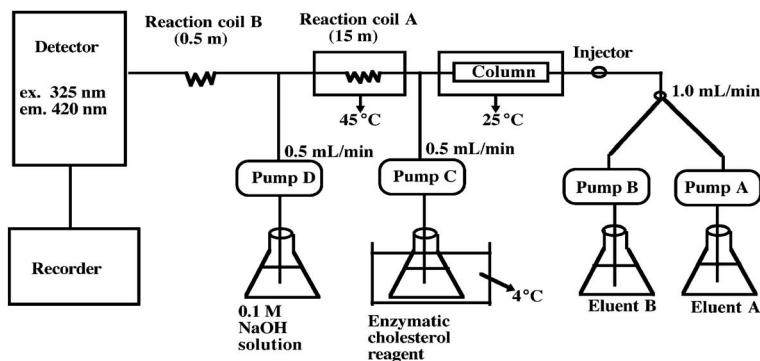 Reaction coil B
(0.5 m)
Reaction coil A
(15 m)
Injector
Detector
ex. 325 nm
em. 420 nm
Column
1.0 mL/min
45°C
25°C
0.5 mL/min
0.5 mL/min
Pump D
Pump C
Pump B
Pump A
Recorder
4°C
0.1 M
NaOH
solution
Enzymatic
cholesterol
reagent
Eluent B
Eluent A